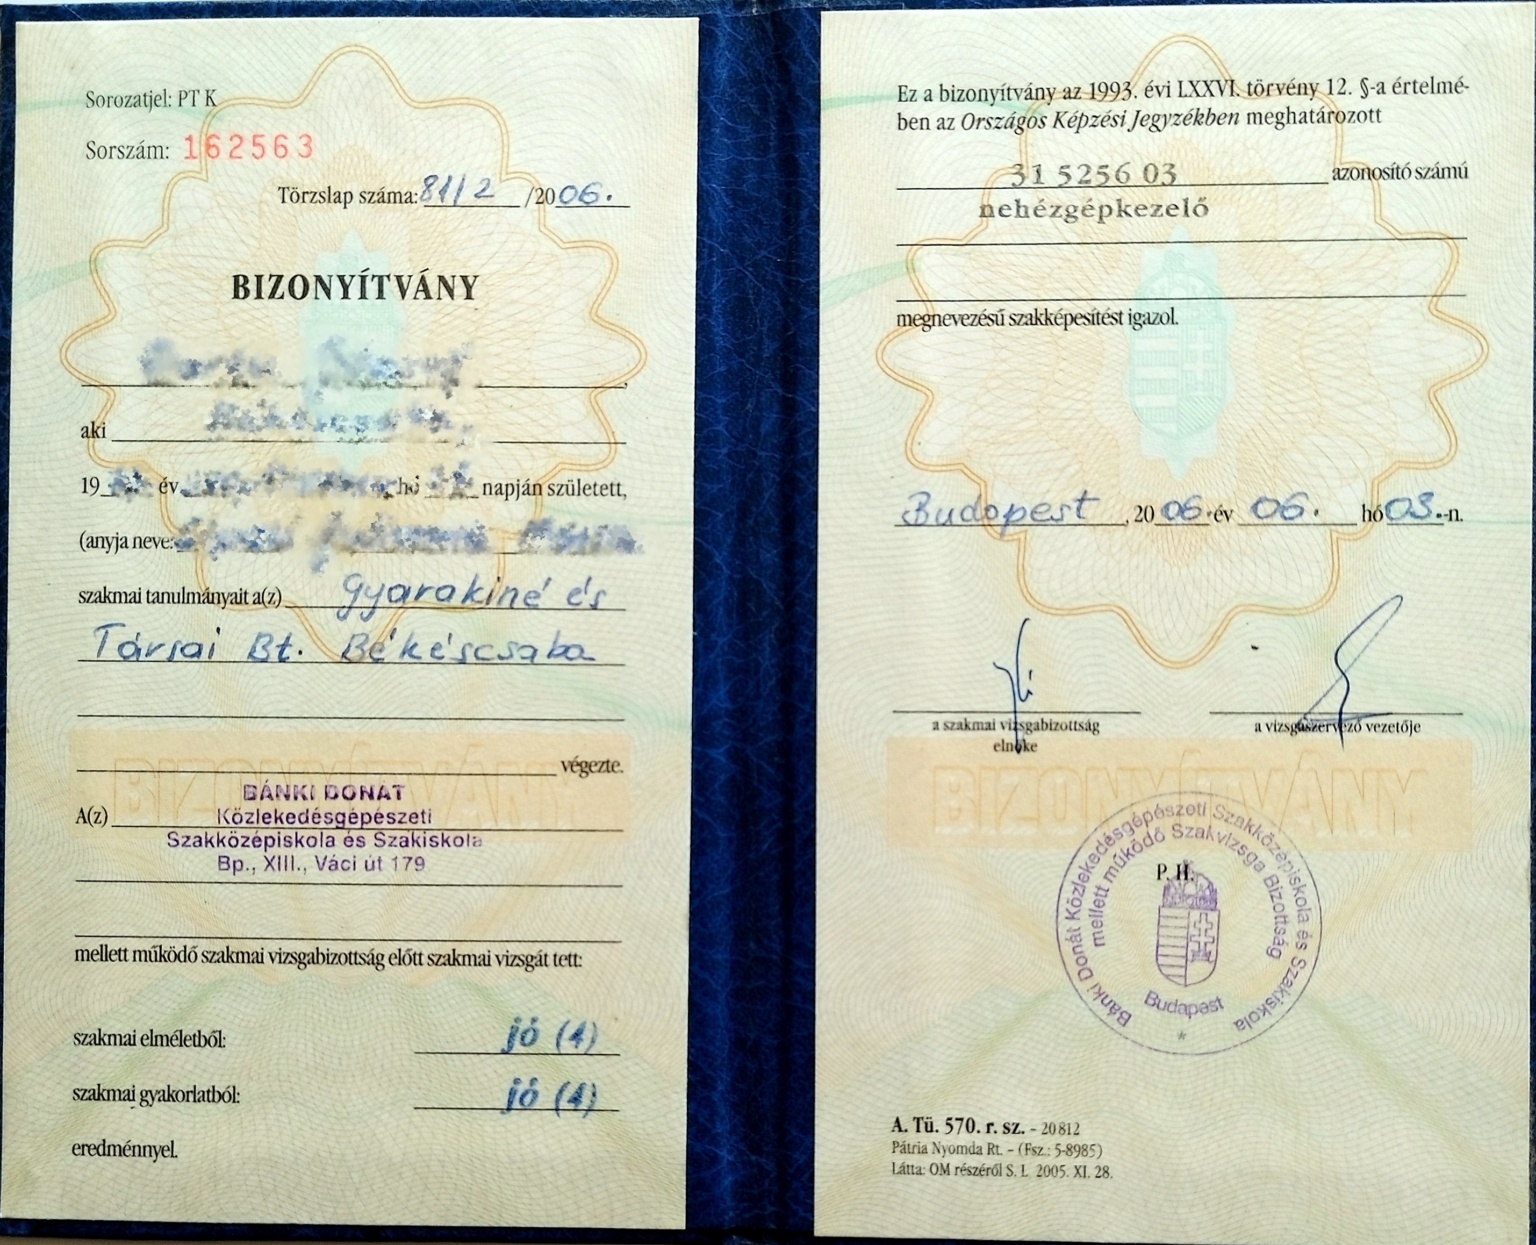 Sorozatjel: PT K
Sorszám: 162563
Törzslap száma: 81/2 /2006.
BIZONYÍTVÁNY
aki
19 év hó napján született,
(anyja neve:
szakmai tanulmányait a(z) Gyarakiné és
Társai Bt. Békéscsaba
végezte.
BÁNKI DONÁT
A(z) Közlekedésgépészeti
Szakközépiskola és Szakiskola
Bp., XIII., Váci út 179
mellett működő szakmai vizsgabizottság előtt szakmai vizsgát tett:
szakmai elméletből: jó (4)
szakmai gyakorlatból: jó (4)
eredménnyel.
Ez a bizonyítvány az 1993. évi LXXVI. törvény 12. §-a értelmé-
ben az Országos Képzési Jegyzékben meghatározott
31 5256 03 azonosító számú
nehézgépkezelő
megnevezésű szakképesítést igazol.
Budapest, 2006. év 06. hó 03.-n.
a szakmai vizsgabizottság
elnöke
a vizsgaszervező vezetője
BIZONYÍTVÁNY
BIZONYÍTVÁNY
Bánki Donát Közlekedésgépészeti Szakközépiskola és Szakiskola
mellett működő Szakvizsga Bizottság
P. H.
Budapest
*
A. Tü. 570. r. sz. - 20 812
Pátria Nyomda Rt. - (Fsz.: 5-8985)
Látta: OM részéről S. I. 2005. XI. 28.